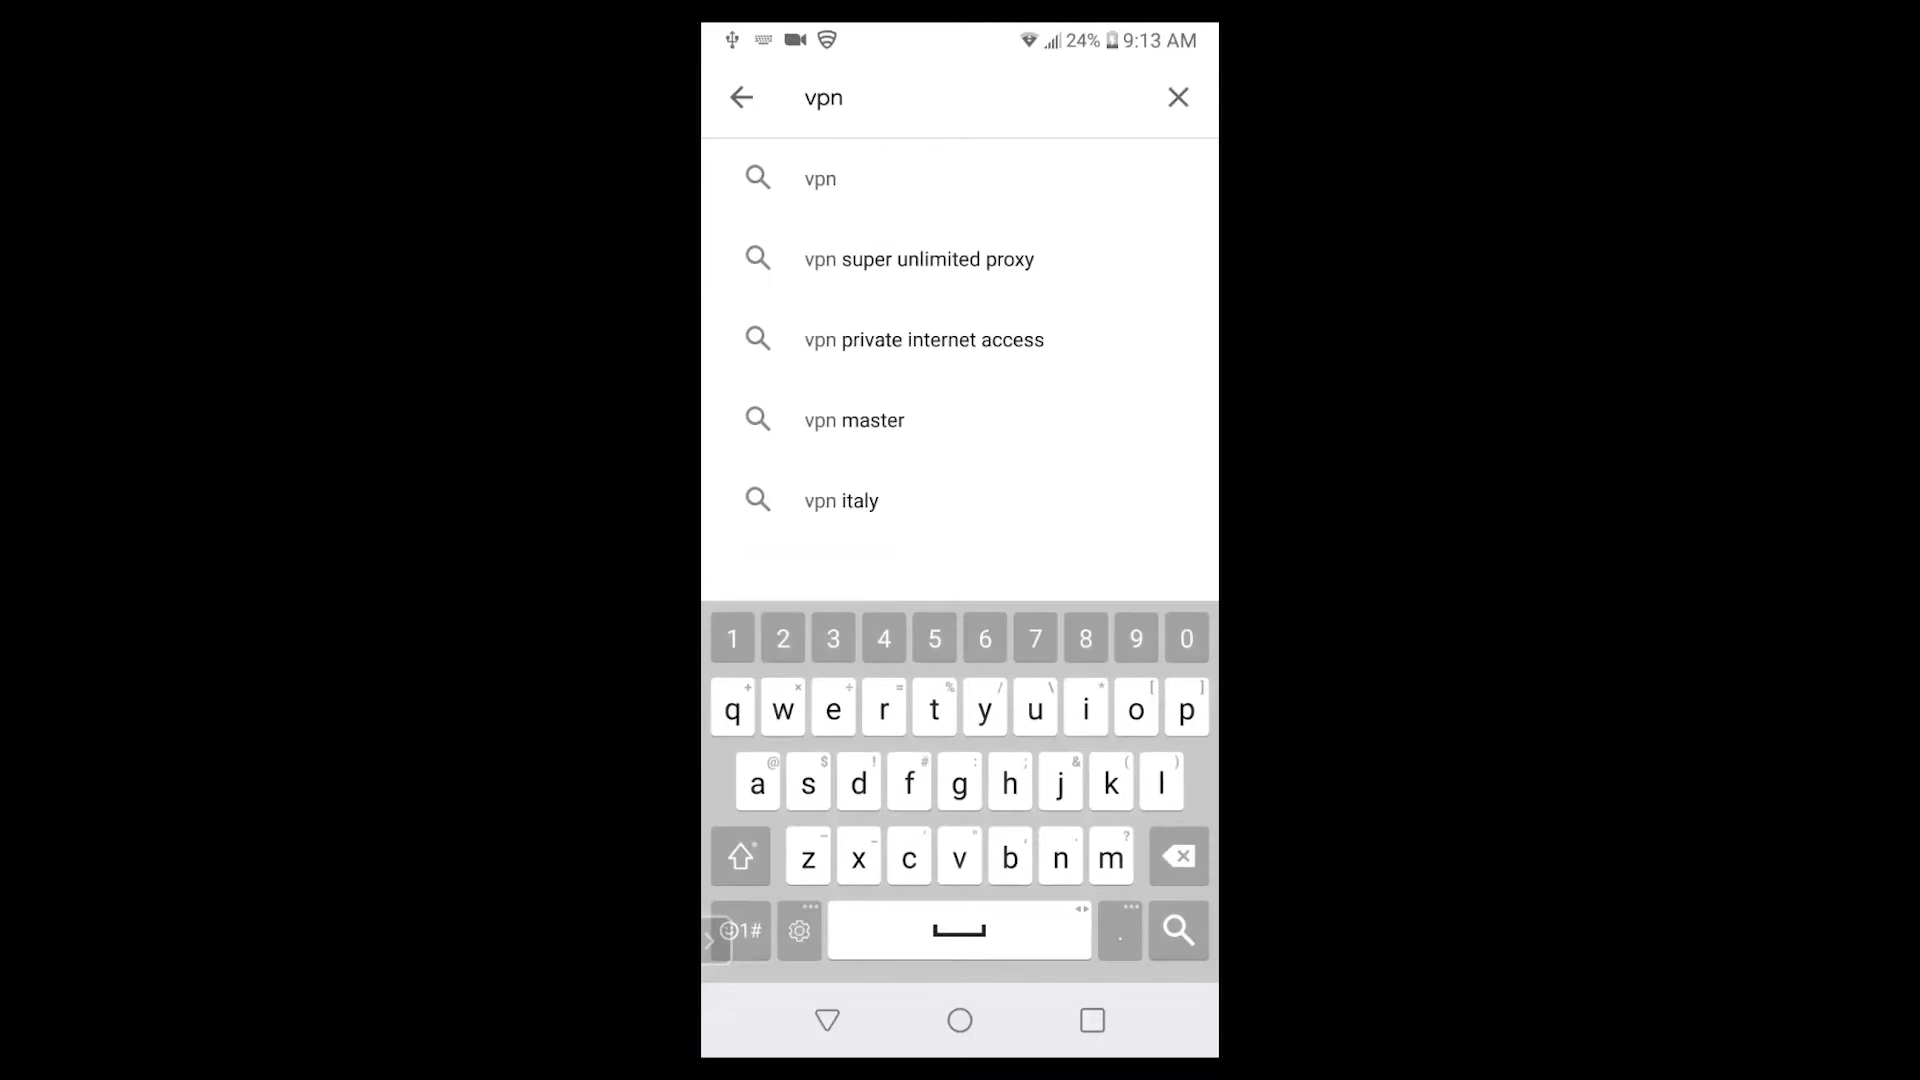 24% 9:13 AM
vpn
vpn
vpn super unlimited proxy
vpn private internet access
vpn master
vpn italy
1 2 3 4 5 6 7 8 9 0
+ × ÷ = % / \ * [ ]
q w e r t y u i o p
@ $ ! # : ; & ( )
a s d f g h j k l
z x c v b n m ?
1# .